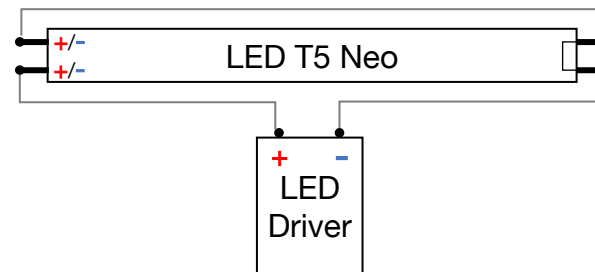 +/-
LED T5 Neo
+/-
+ -
LED
Driver